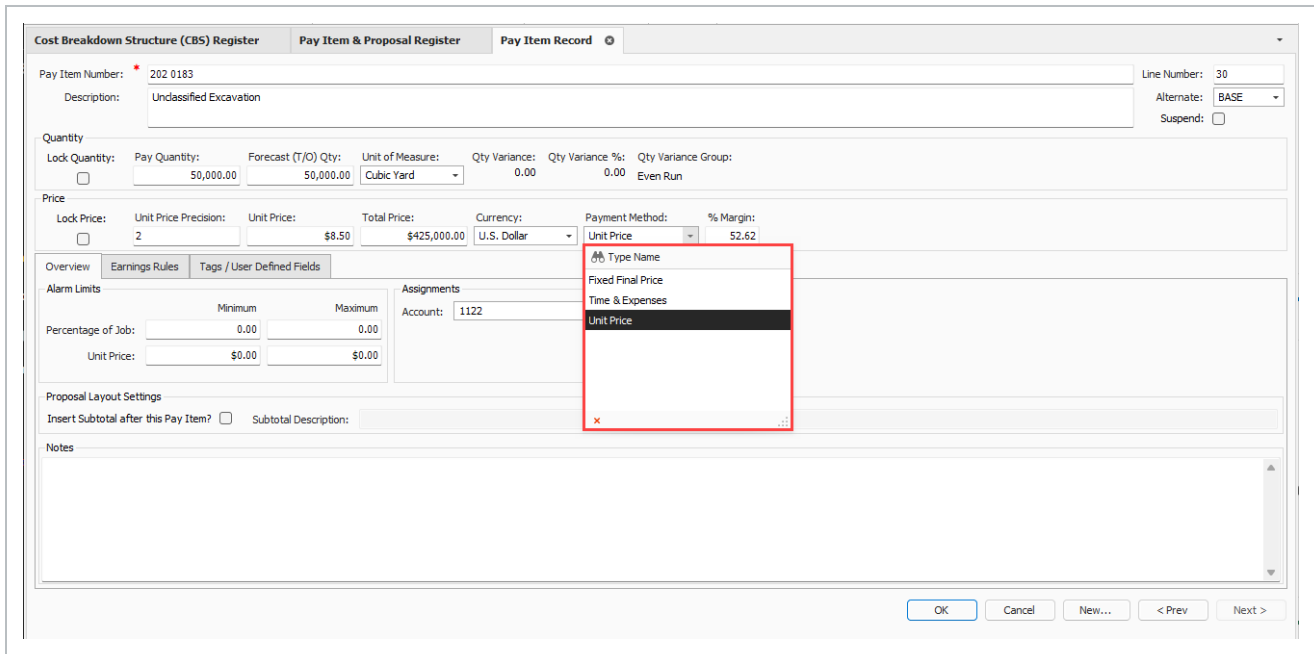 Cost Breakdown Structure (CBS) Register Pay Item & Proposal Register Pay Item Record
Pay Item Number: * 202 0183 Line Number: 30
Description: Unclassified Excavation Alternate: BASE
Suspend:
Quantity
Lock Quantity: Pay Quantity: Forecast (T/O) Qty: Unit of Measure: Qty Variance: Qty Variance %: Qty Variance Group:
50,000.00 50,000.00 Cubic Yard 0.00 0.00 Even Run
Price
Lock Price: Unit Price Precision: Unit Price: Total Price: Currency: Payment Method: % Margin:
2 $8.50 $425,000.00 U.S. Dollar Unit Price 52.62
Type Name
Fixed Final Price
Time & Expenses
Unit Price
Overview Earnings Rules Tags / User Defined Fields
Alarm Limits Assignments
Minimum Maximum Account: 1122
Percentage of Job: 0.00 0.00
Unit Price: $0.00 $0.00
Proposal Layout Settings
Insert Subtotal after this Pay Item? Subtotal Description:
Notes
OK Cancel New... < Prev Next >